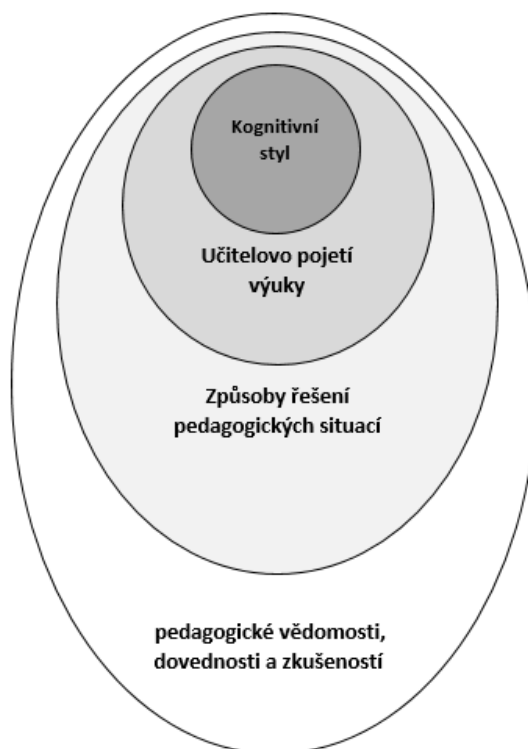 Kognitivní
styl
Učitelovo pojetí
výuky
Způsoby řešení
pedagogických situací
pedagogické vědomosti,
dovednosti a zkušeností